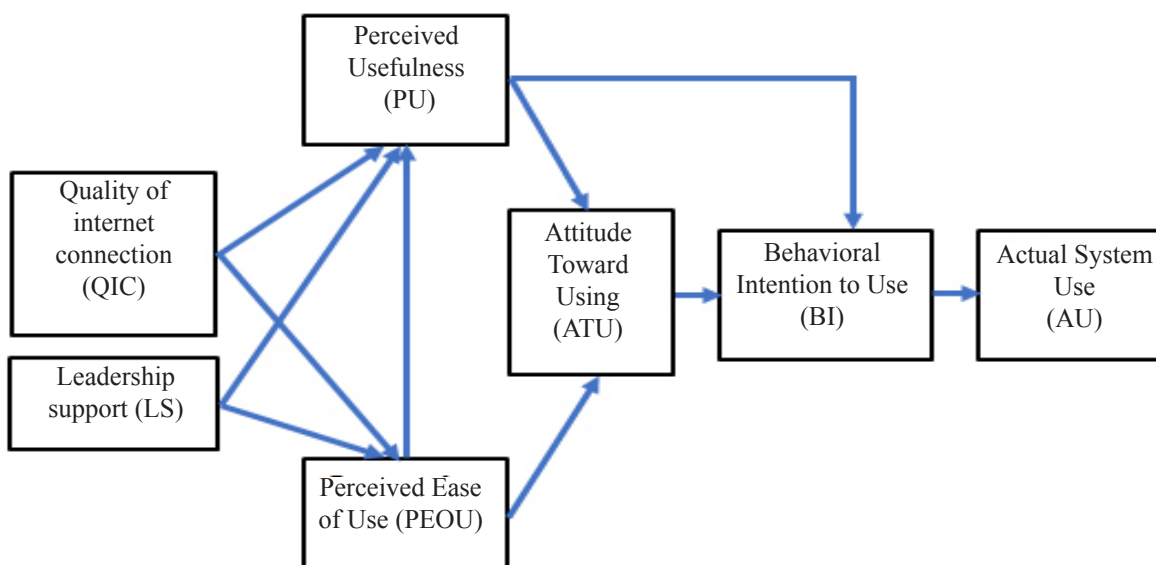 Perceived
Usefulness
(PU)
Quality of
internet
connection
(QIC)
Leadership
support (LS)
Perceived Ease
of Use (PEOU)
Attitude
Toward
Using
(ATU)
Behavioral
Intention to Use
(BI)
Actual System
Use
(AU)